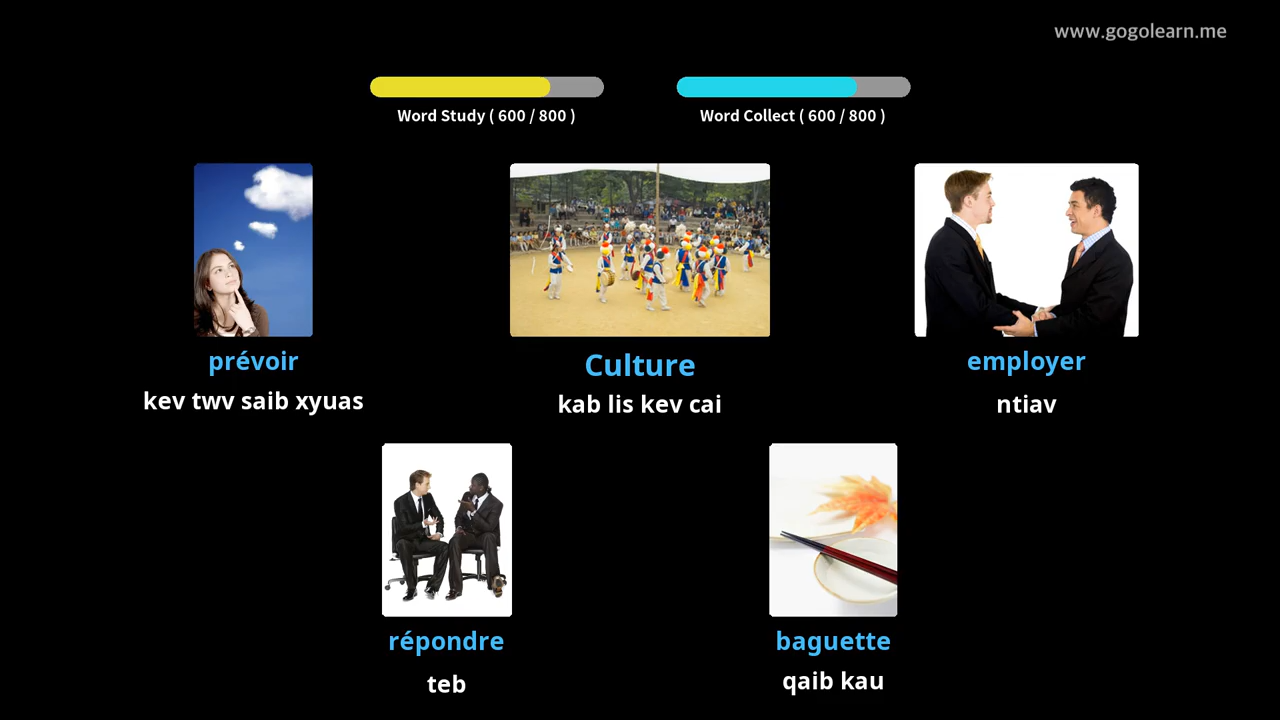 www.gogolearn.me
Word Study ( 600 / 800 )
Word Collect ( 600 / 800 )
prévoir
kev twv saib xyuas
Culture
kab lis kev cai
employer
ntiav
répondre
teb
baguette
qaib kau